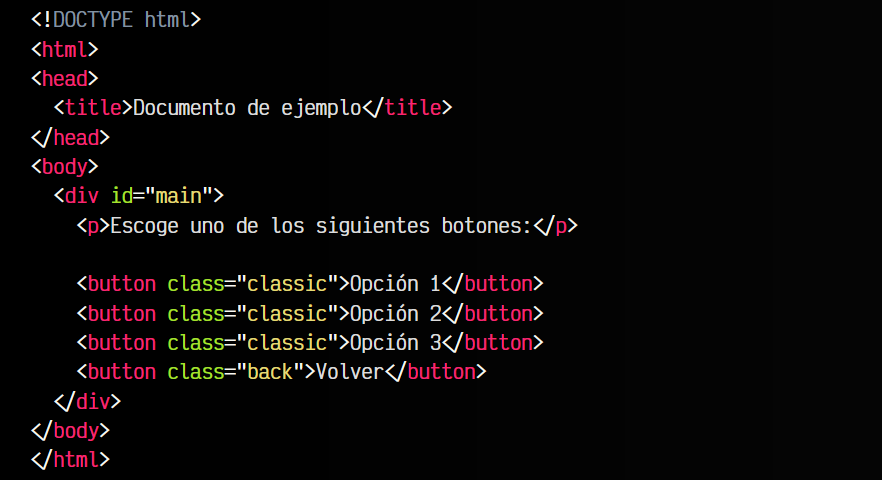 <!DOCTYPE html>
<html>
<head>
  <title>Documento de ejemplo</title>
</head>
<body>
  <div id="main">
    <p>Escoge uno de los siguientes botones:</p>

    <button class="classic">Opción 1</button>
    <button class="classic">Opción 2</button>
    <button class="classic">Opción 3</button>
    <button class="back">Volver</button>
  </div>
</body>
</html>